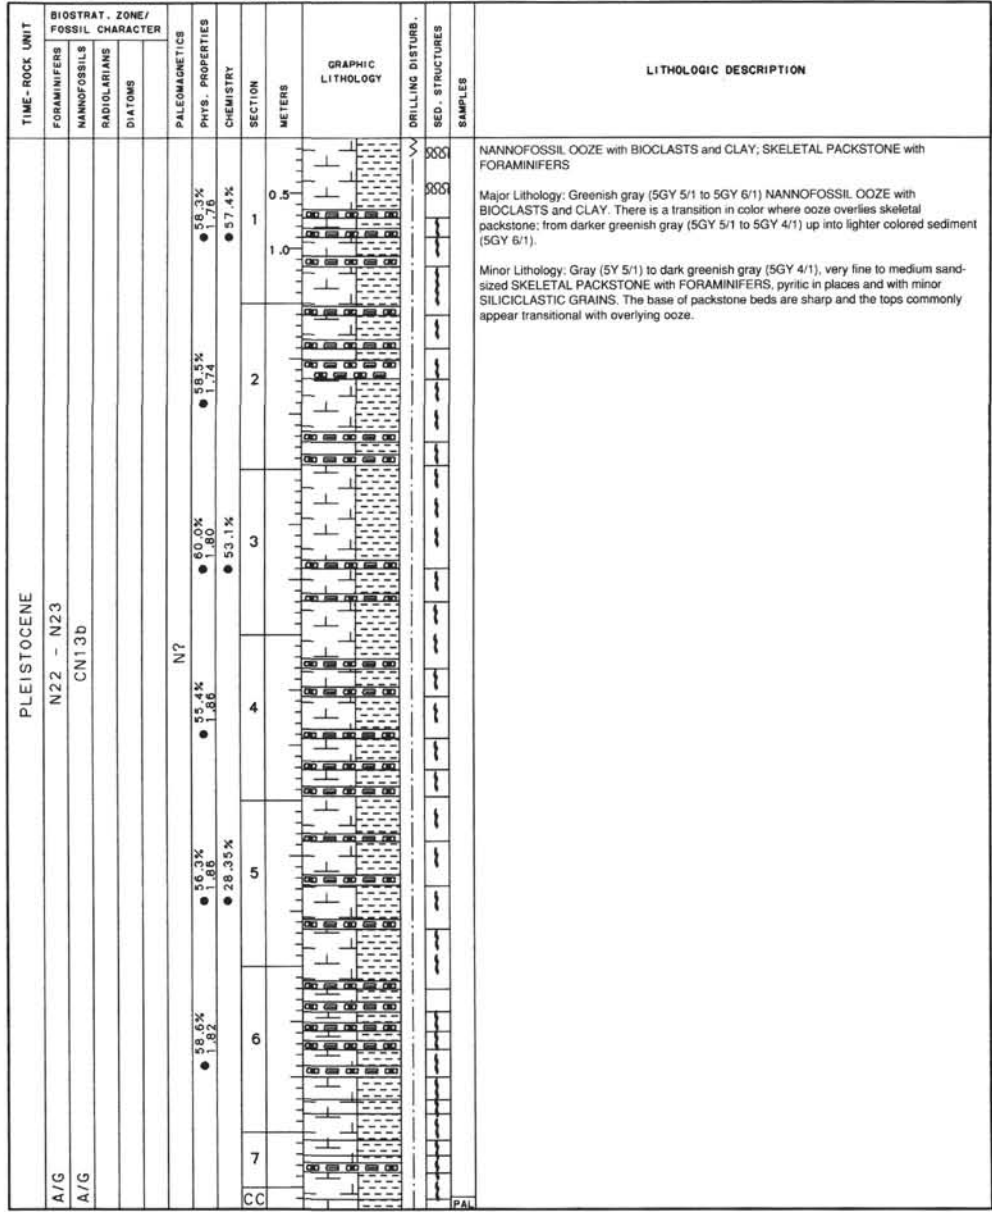 TIME-ROCK UNIT
BIOSTRAT. ZONE/
FOSSIL CHARACTER
FORAMINIFERS
NANNOFOSSILS
RADIOLARIANS
DIATOMS
PALEOMAGNETICS
PHYS. PROPERTIES
CHEMISTRY
SECTION
METERS
GRAPHIC
LITHOLOGY
DRILLING DISTURB.
SED. STRUCTURES
SAMPLES
LITHOLOGIC DESCRIPTION
PLEISTOCENE
N22 - N23
A/G
CN13b
A/G
N?
● 58.3%
1.76
● 58.5%
1.74
● 60.0%
1.80
● 55.4%
1.86
● 56.3%
1.86
● 58.6%
1.82
● 57.4%
● 53.1%
● 28.35%
1
2
3
4
5
6
7
CC
0.5
1.0
PAL
NANNOFOSSIL OOZE with BIOCLASTS and CLAY; SKELETAL PACKSTONE with
FORAMINIFERS
Major Lithology: Greenish gray (5GY 5/1 to 5GY 6/1) NANNOFOSSIL OOZE with
BIOCLASTS and CLAY. There is a transition in color where ooze overlies skeletal
packstone: from darker greenish gray (5GY 5/1 to 5GY 4/1) up into lighter colored sediment
(5GY 6/1).
Minor Lithology: Gray (5Y 5/1) to dark greenish gray (5GY 4/1), very fine to medium sand-
sized SKELETAL PACKSTONE with FORAMINIFERS, pyritic in places and with minor
SILICICLASTIC GRAINS. The base of packstone beds are sharp and the tops commonly
appear transitional with overlying ooze.